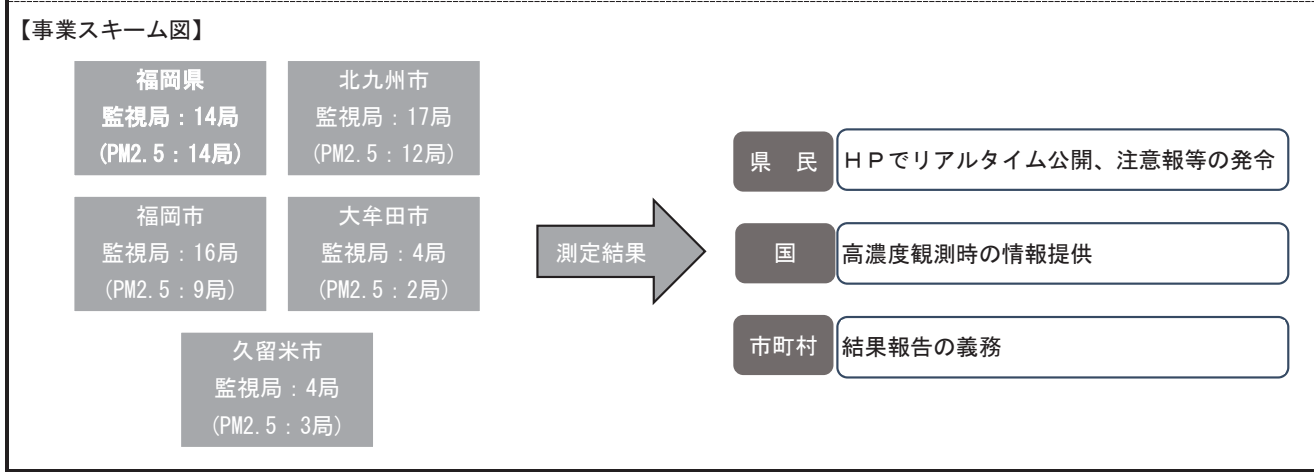 【事業スキーム図】
福岡県
監視局：14局
(PM2.5：14局)
北九州市
監視局：17局
(PM2.5：12局)
福岡市
監視局：16局
(PM2.5：9局)
大牟田市
監視局：4局
(PM2.5：2局)
久留米市
監視局：4局
(PM2.5：3局)
測定結果
県　民
ＨＰでリアルタイム公開、注意報等の発令
国
高濃度観測時の情報提供
市町村
結果報告の義務